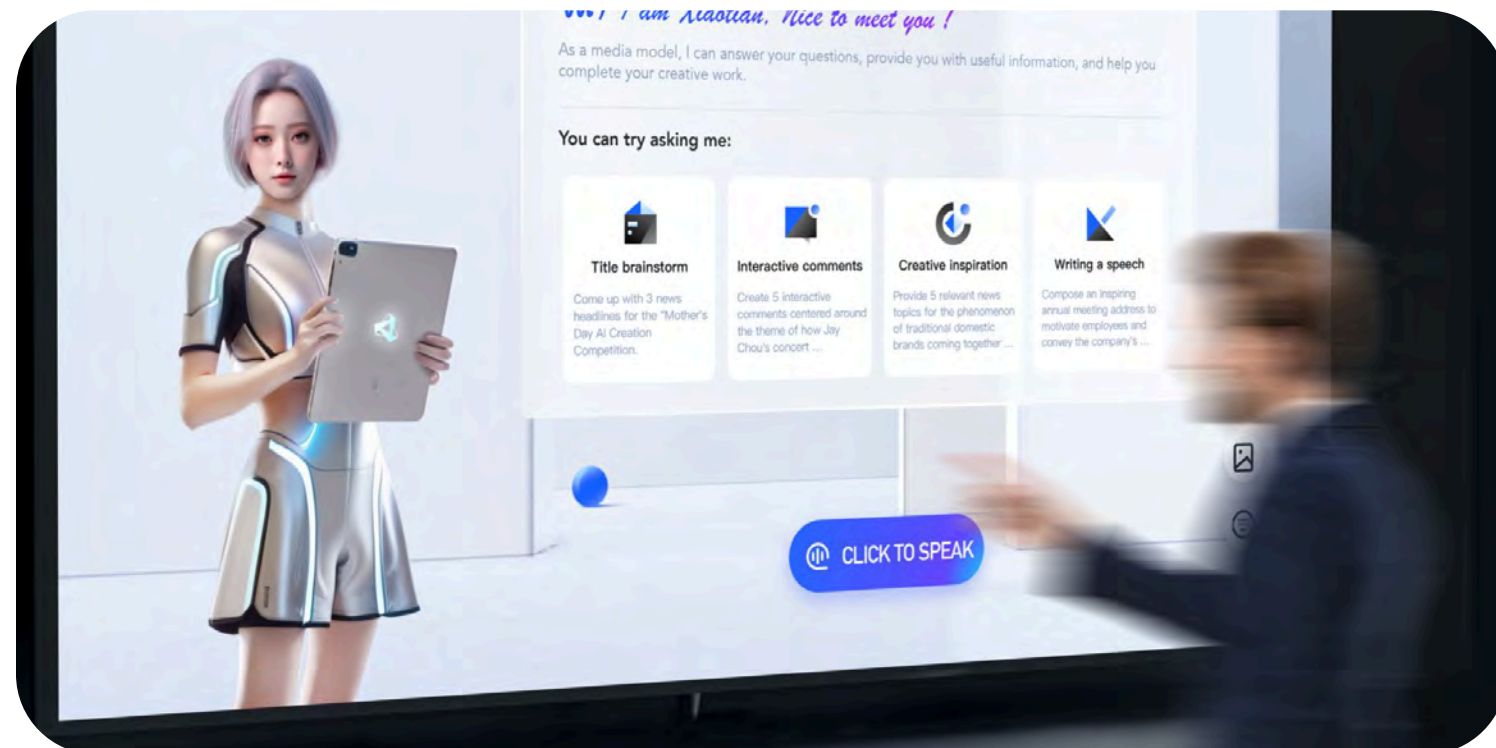 I am Xiaotian, Nice to meet you !
As a media model, I can answer your questions, provide you with useful information, and help you
complete your creative work.
You can try asking me:
Title brainstorm
Come up with 3 news
headlines for the "Mother's
Day AI Creation
Competition.
Interactive comments
Create 5 interactive
comments centered around
the theme of how Jay
Chou's concert ...
Creative inspiration
Provide 5 relevant news
topics for the phenomenon
of traditional domestic
brands coming together ...
Writing a speech
Compose an inspiring
annual meeting address to
motivate employees and
convey the company's ...
CLICK TO SPEAK